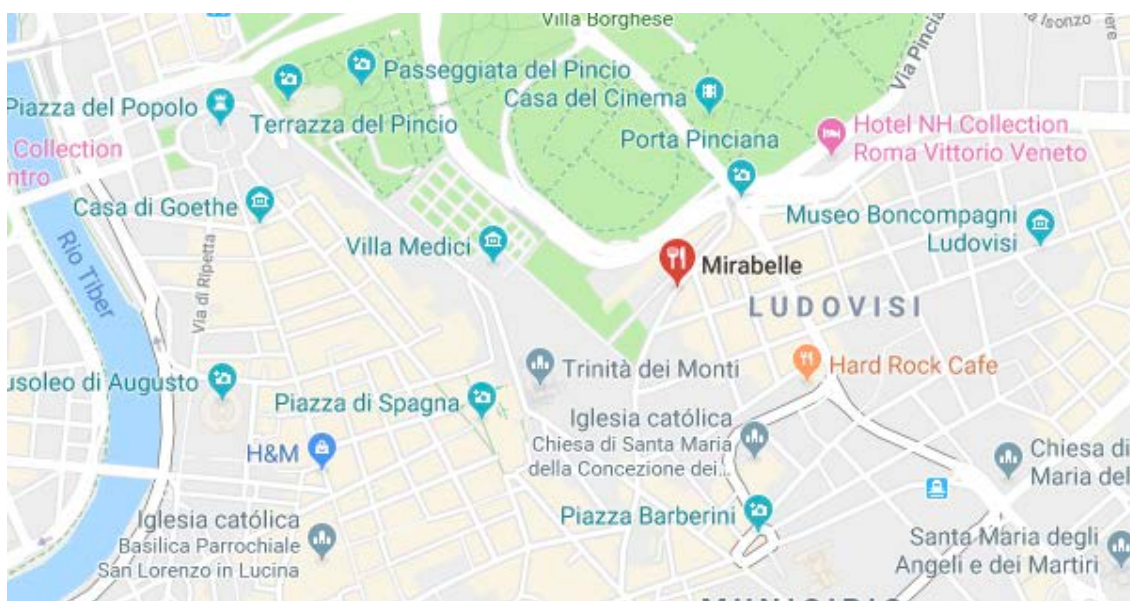 Villa Borghese
a Isonzo
Via Pincia
Passeggiata del Pincio
Casa del Cinema
Piazza del Popolo
Terrazza del Pincio
Porta Pinciana
Hotel NH Collection
Roma Vittorio Veneto
Collection
ntro
Casa di Goethe
Museo Boncompagni
Ludovisi
Villa Medici
Mirabelle
Rio Tiber
Via di Ripetta
LUDOVISI
Trinità dei Monti
Hard Rock Cafe
usoleo di Augusto
Piazza di Spagna
Iglesia católica
Chiesa di Santa Maria
della Concezione dei...
H&M
Chiesa di
Maria del
Piazza Barberini
Iglesia católica
Basilica Parrochiale
San Lorenzo in Lucina
Santa Maria degli
Angeli e dei Martiri